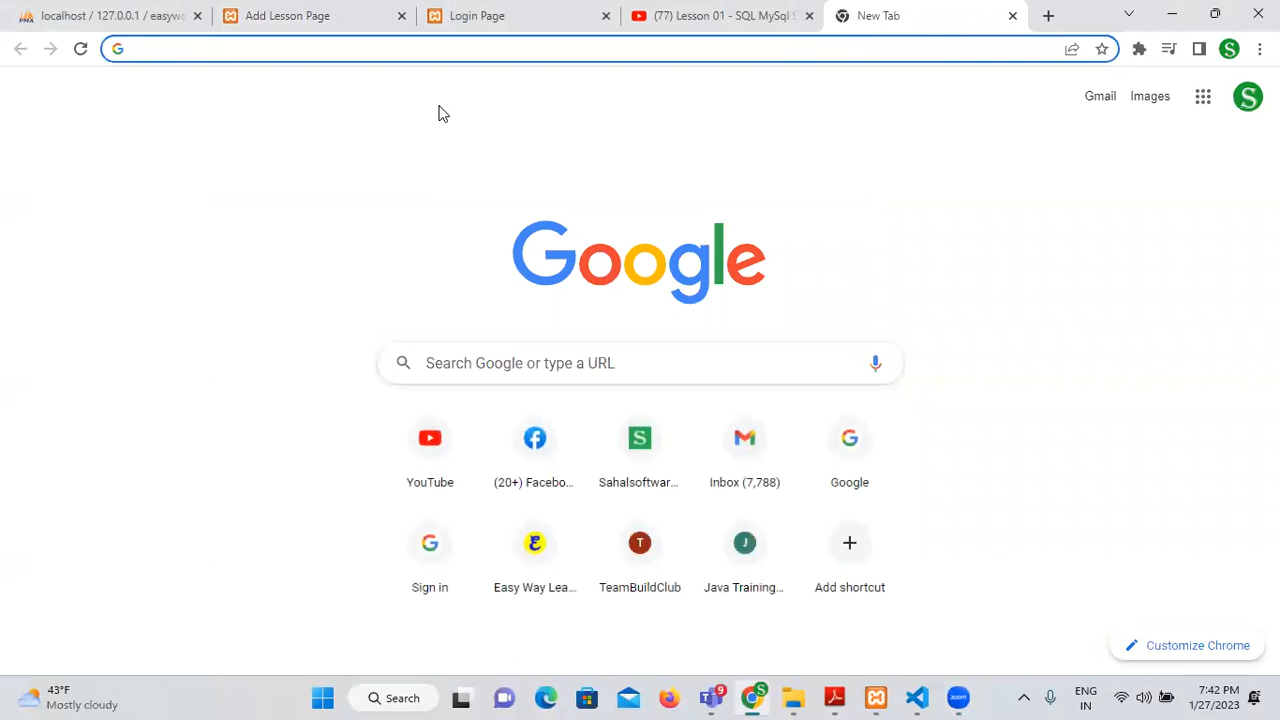 localhost / 127.0.0.1 / easywa
Add Lesson Page
Login Page
(77) Lesson 01 - SQL MySql S
New Tab
S
Gmail
Images
S
Google
Search Google or type a URL
S
YouTube
(20+) Facebo...
Sahalsoftwar...
Inbox (7,788)
Google
T
J
Sign in
Easy Way Lea...
TeamBuildClub
Java Training...
Add shortcut
Customize Chrome
43°F
Mostly cloudy
Search
9
S
zoom
ENG
IN
7:42 PM
1/27/2023